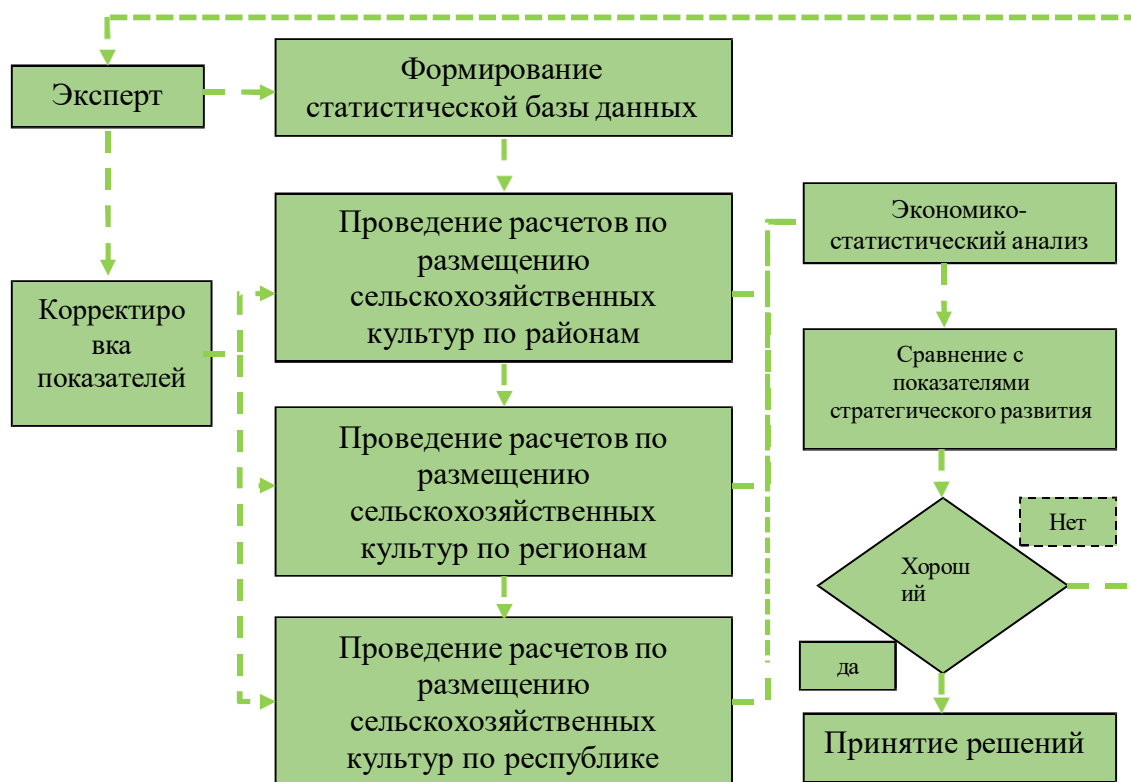 Эксперт
Формирование
статистической базы данных
Проведение расчетов по
размещению
сельскохозяйственных
культур по районам
Корректиро
вка
показателей
Проведение расчетов по
размещению
сельскохозяйственных
культур по регионам
Проведение расчетов по
размещению
сельскохозяйственных
культур по республике
Экономико-
статистический анализ
Сравнение с
показателями
стратегического развития
Нет
Хорош
ий
да
Принятие решений